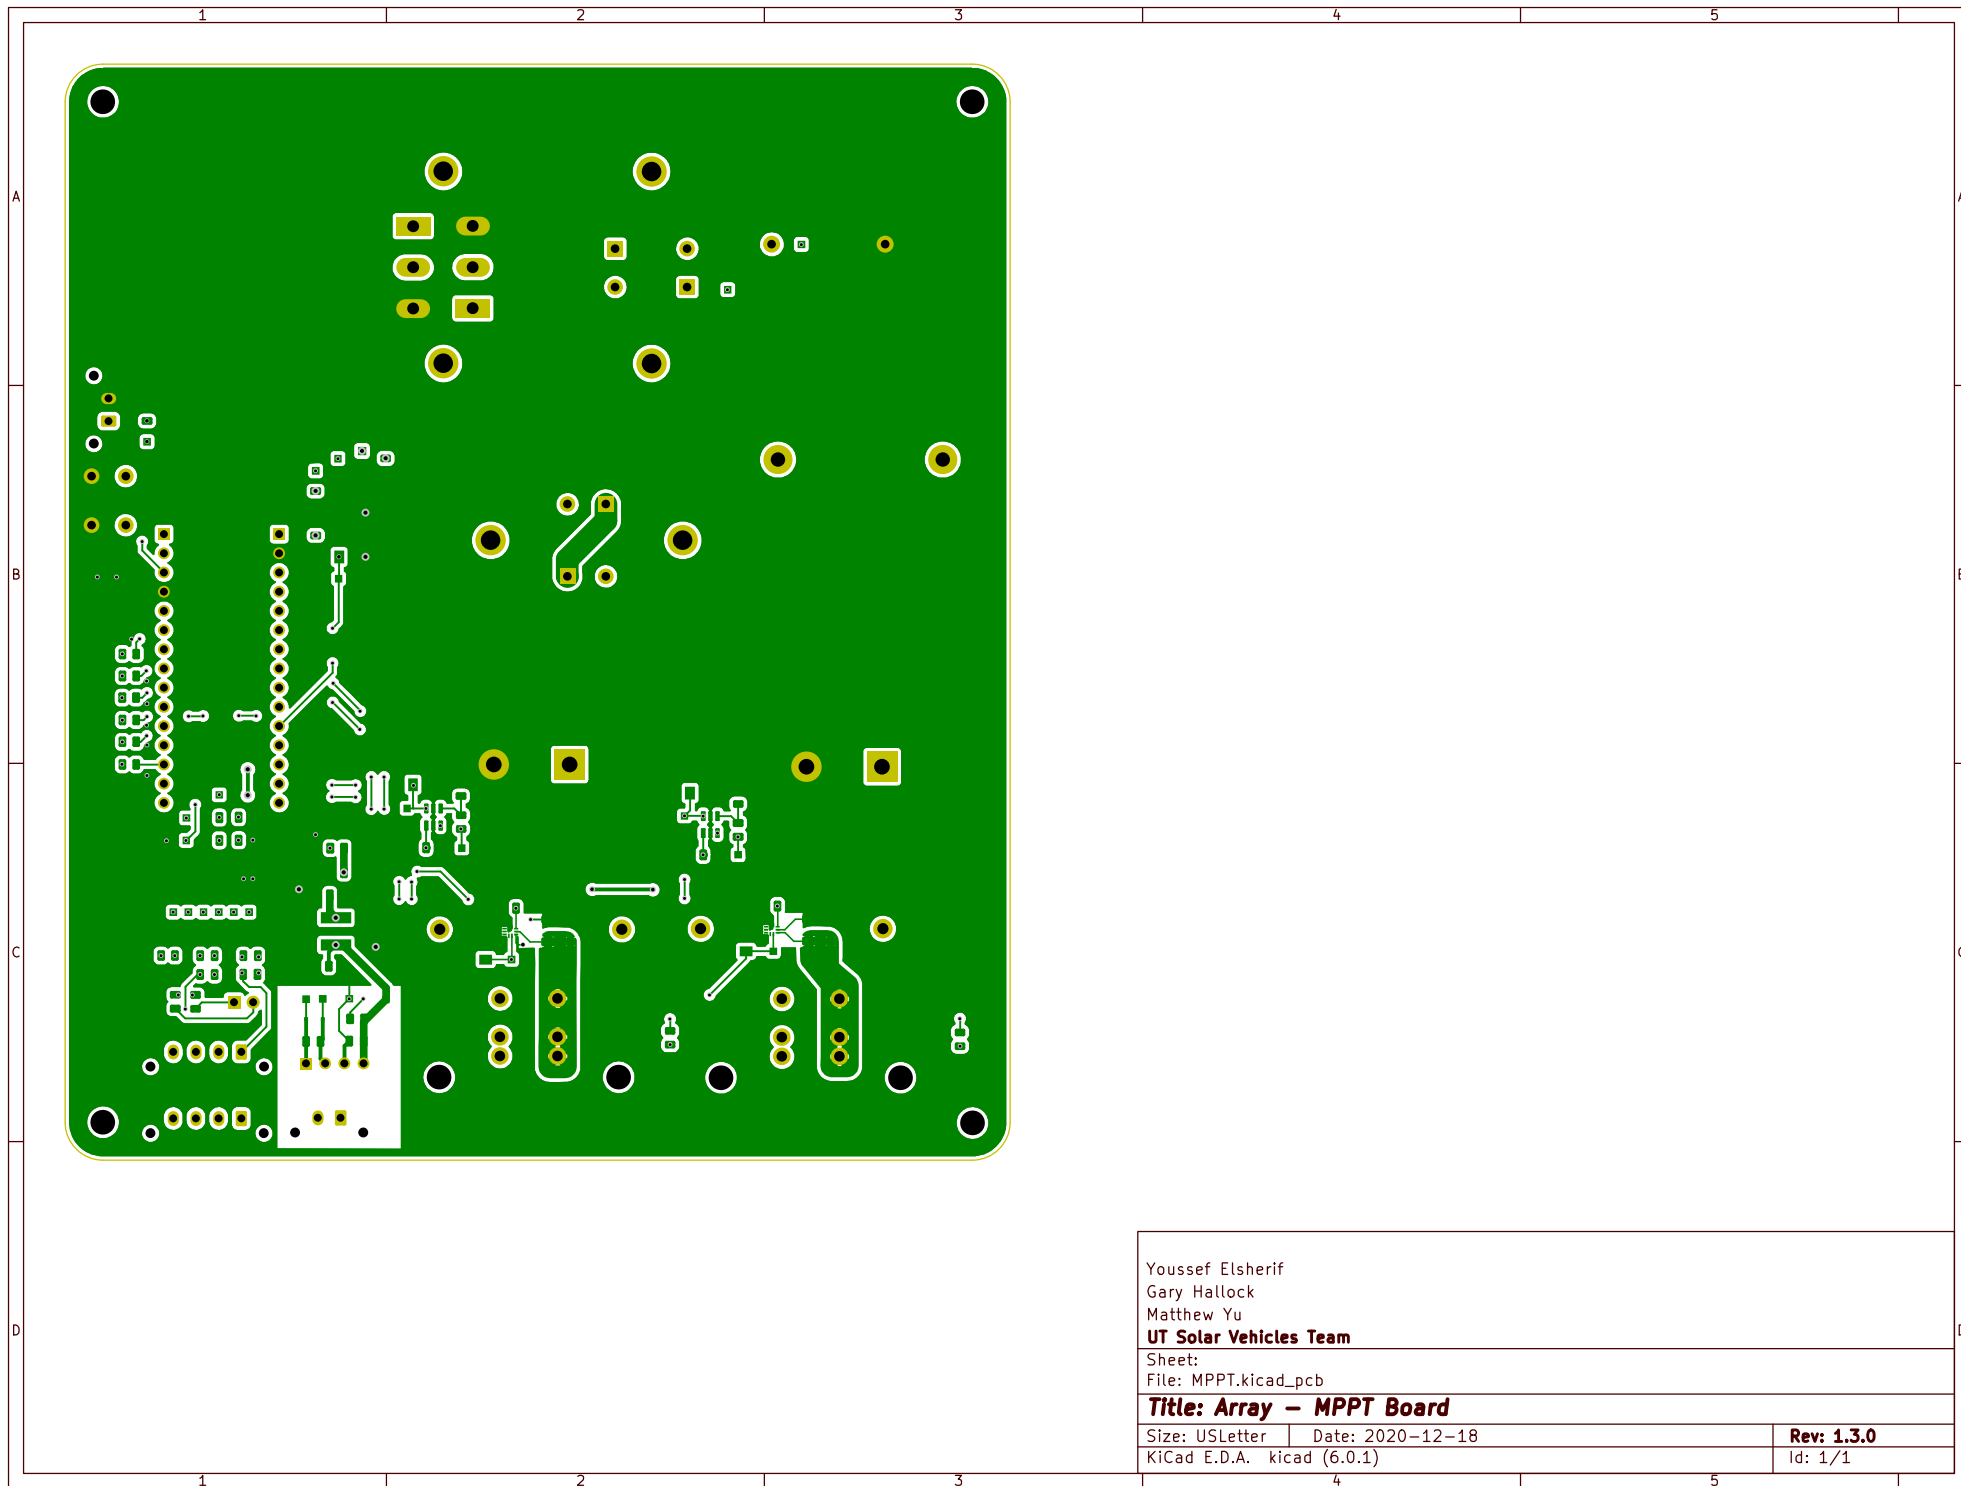 1 2 3 4 5
A A
B B
C C
D D
Youssef Elsherif
Gary Hallock
Matthew Yu
UT Solar Vehicles Team
Sheet:
File: MPPT.kicad_pcb
Title: Array – MPPT Board
Size: USLetter Date: 2020–12–18 Rev: 1.3.0
KiCad E.D.A. kicad (6.0.1) Id: 1/1
1 2 3 4 5